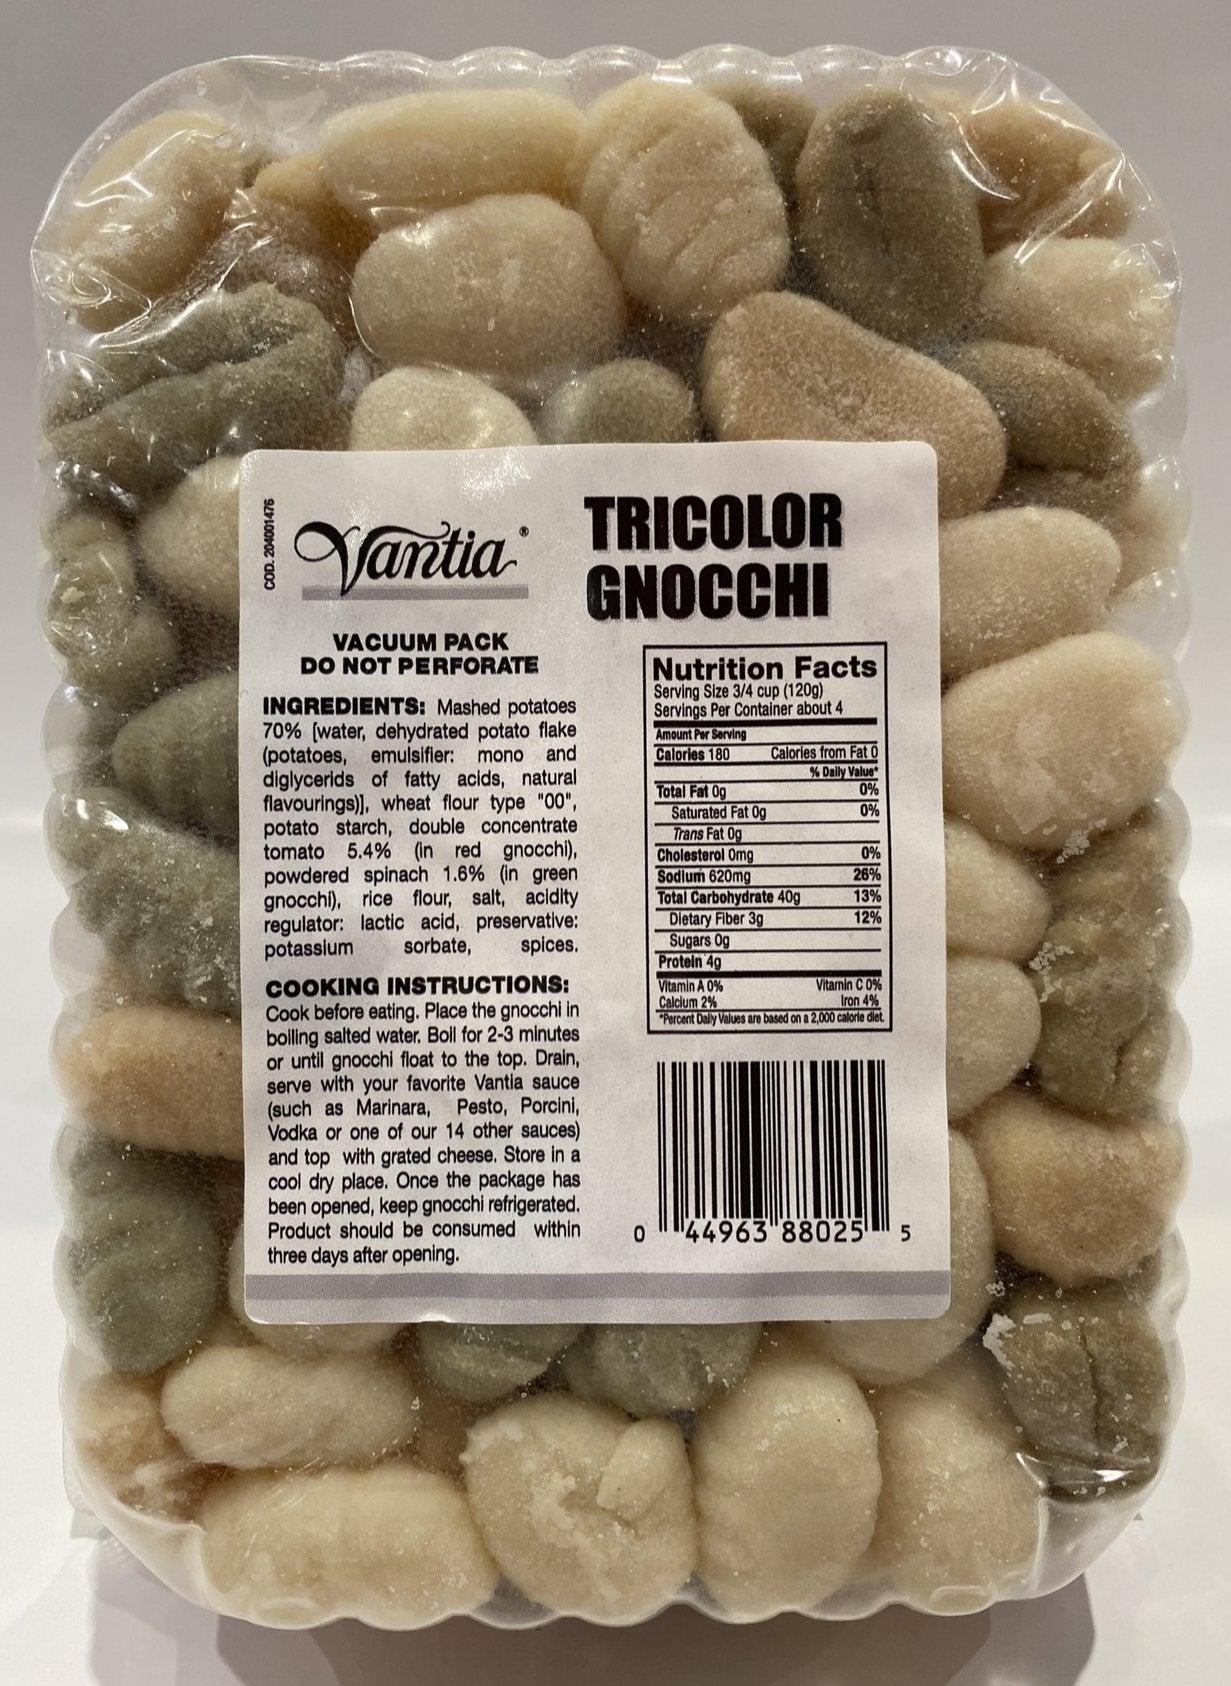 COD. 204001476
Vantia®
TRICOLOR
GNOCCHI
VACUUM PACK
DO NOT PERFORATE
INGREDIENTS: Mashed potatoes
70% [water, dehydrated potato flake
(potatoes, emulsifier: mono and
diglycerids of fatty acids, natural
flavourings)], wheat flour type "00",
potato starch, double concentrate
tomato 5.4% (in red gnocchi),
powdered spinach 1.6% (in green
gnocchi), rice flour, salt, acidity
regulator: lactic acid, preservative:
potassium sorbate, spices.
COOKING INSTRUCTIONS:
Cook before eating. Place the gnocchi in
boiling salted water. Boil for 2-3 minutes
or until gnocchi float to the top. Drain,
serve with your favorite Vantia sauce
(such as Marinara, Pesto, Porcini,
Vodka or one of our 14 other sauces)
and top with grated cheese. Store in a
cool dry place. Once the package has
been opened, keep gnocchi refrigerated.
Product should be consumed within
three days after opening.
Nutrition Facts
Serving Size 3/4 cup (120g)
Servings Per Container about 4
Amount Per Serving
Calories 180 Calories from Fat 0
% Daily Value*
Total Fat 0g 0%
Saturated Fat 0g 0%
Trans Fat 0g
Cholesterol 0mg 0%
Sodium 620mg 26%
Total Carbohydrate 40g 13%
Dietary Fiber 3g 12%
Sugars 0g
Protein 4g
Vitamin A 0% Vitamin C 0%
Calcium 2% Iron 4%
*Percent Daily Values are based on a 2,000 calorie diet.
0 44963 88025 5